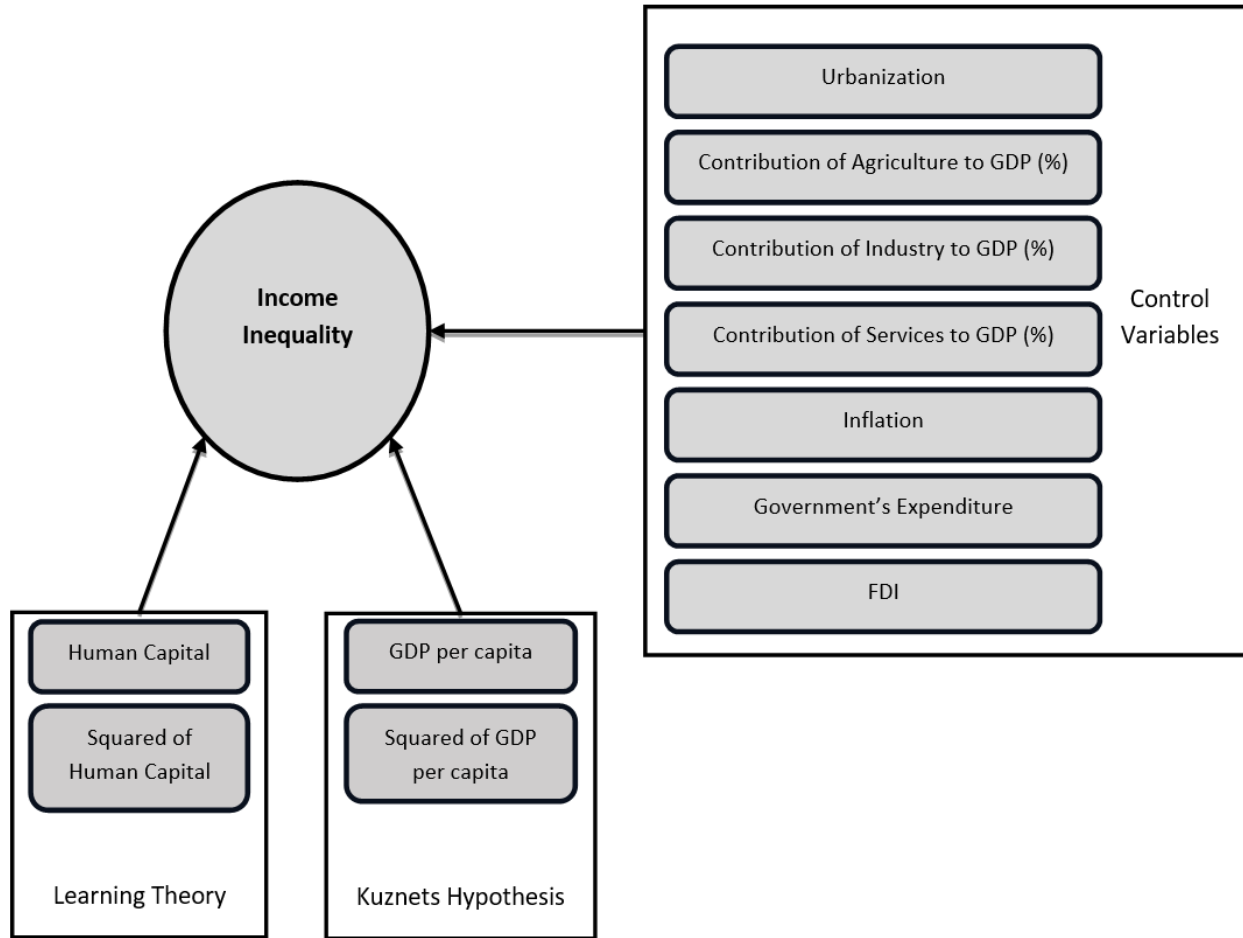 Urbanization
Contribution of Agriculture to GDP (%)
Contribution of Industry to GDP (%)
Contribution of Services to GDP (%)
Inflation
Government’s Expenditure
FDI
Control
Variables
Income
Inequality
Human Capital
Squared of
Human Capital
Learning Theory
GDP per capita
Squared of GDP
per capita
Kuznets Hypothesis